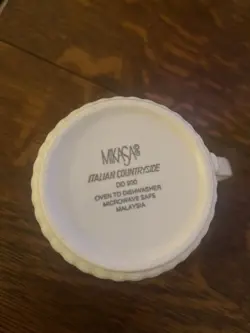 MIKASA®
ITALIAN COUNTRYSIDE
DD 900
OVEN TO DISHWASHER
MICROWAVE SAFE
MALAYSIA